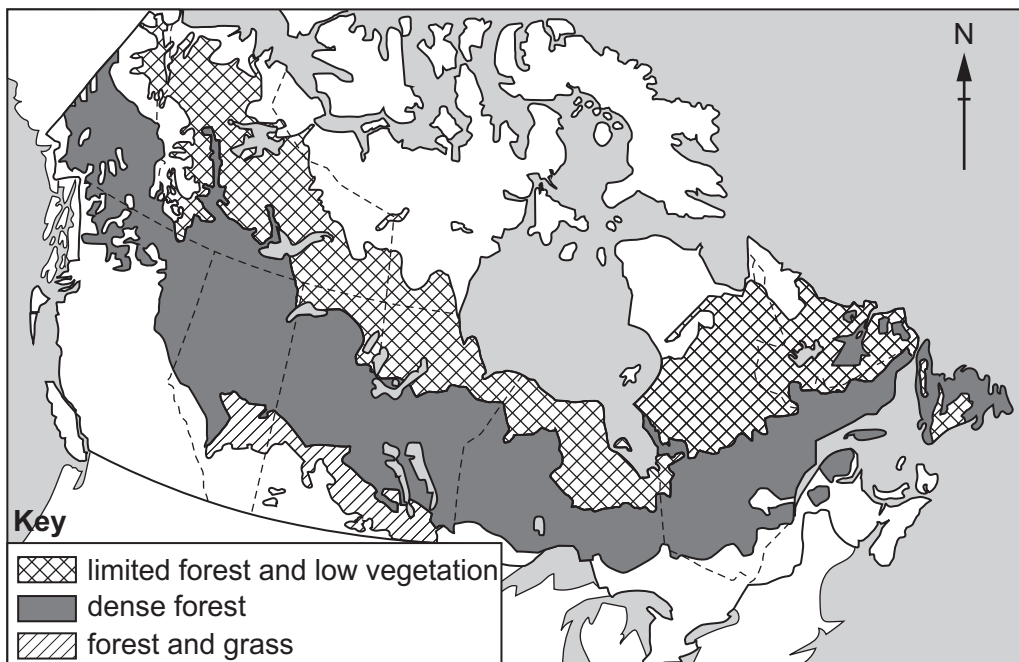 N
Key
limited forest and low vegetation
dense forest
forest and grass